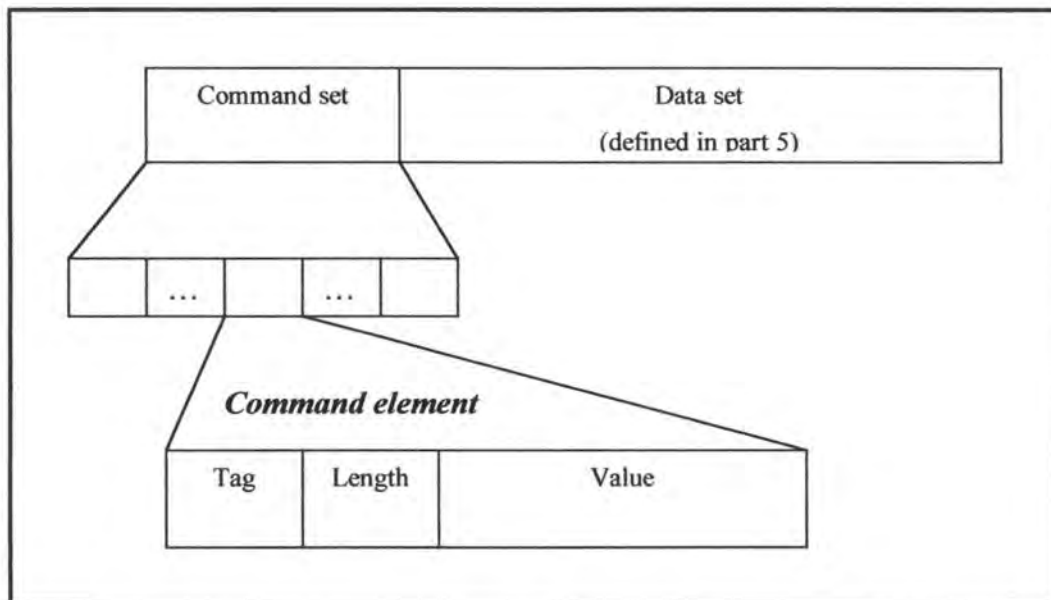 Command set
Data set
(defined in part 5)
... ...
Command element
Tag Length Value